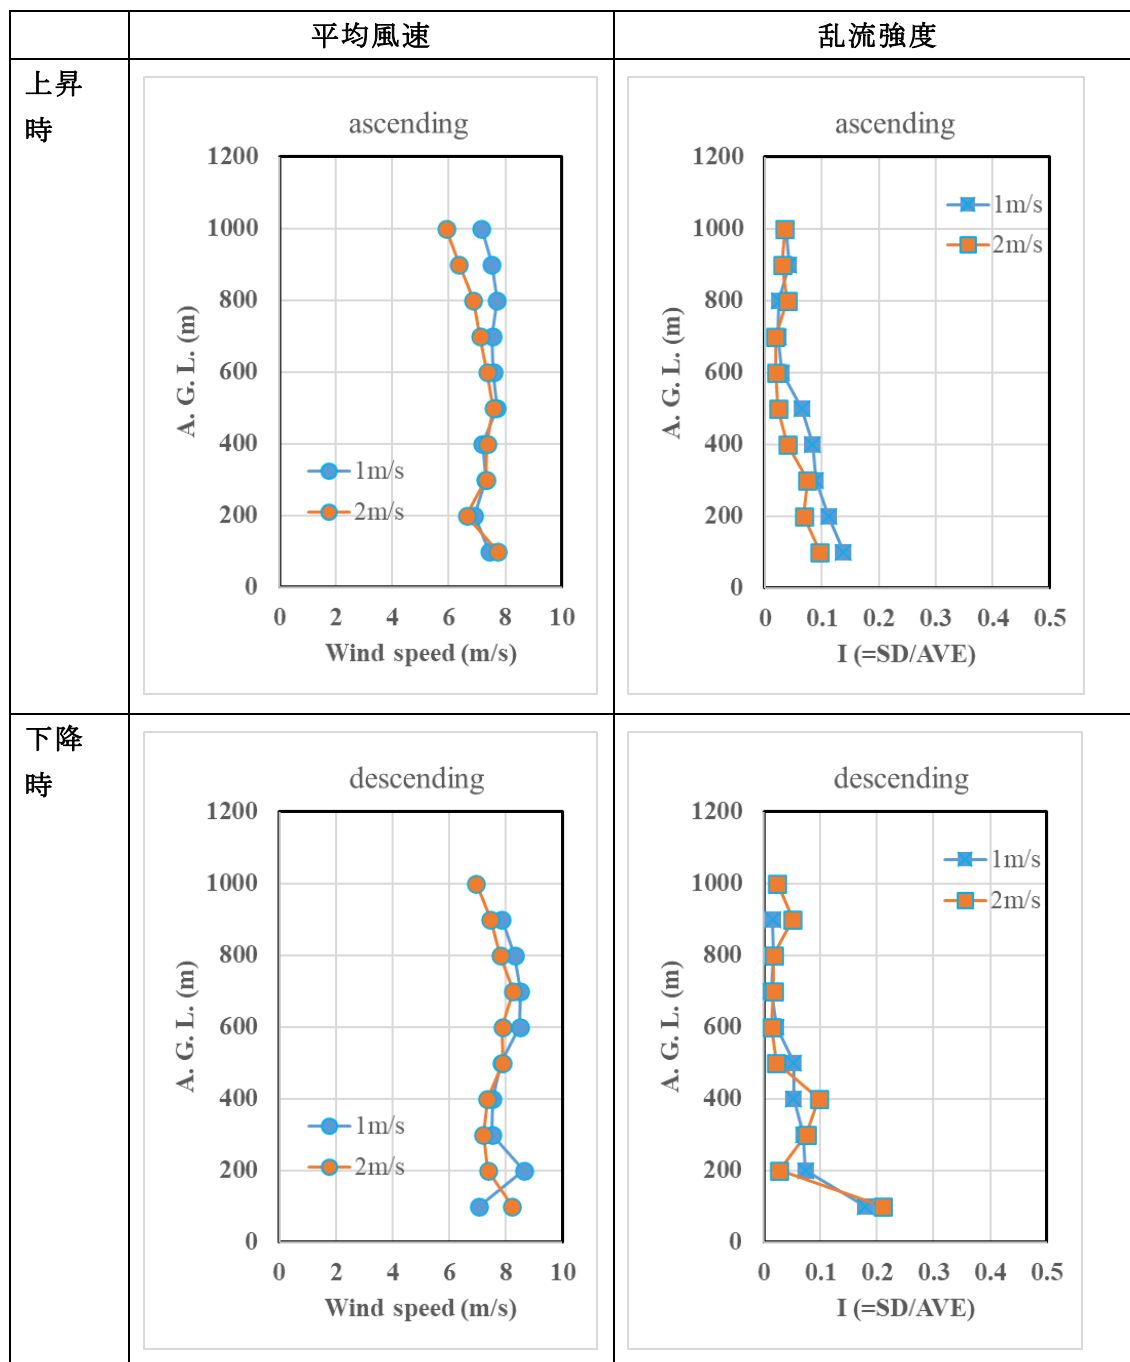 平均風速
乱流強度
上昇
時
ascending
1200
1000
800
600
400
200
0
A. G. L. (m)
1m/s
2m/s
0 2 4 6 8 10
Wind speed (m/s)
ascending
1200
1000
800
600
400
200
0
A. G. L. (m)
1m/s
2m/s
0 0.1 0.2 0.3 0.4 0.5
I (=SD/AVE)
下降
時
descending
1200
1000
800
600
400
200
0
A. G. L. (m)
1m/s
2m/s
0 2 4 6 8 10
Wind speed (m/s)
descending
1200
1000
800
600
400
200
0
A. G. L. (m)
1m/s
2m/s
0 0.1 0.2 0.3 0.4 0.5
I (=SD/AVE)